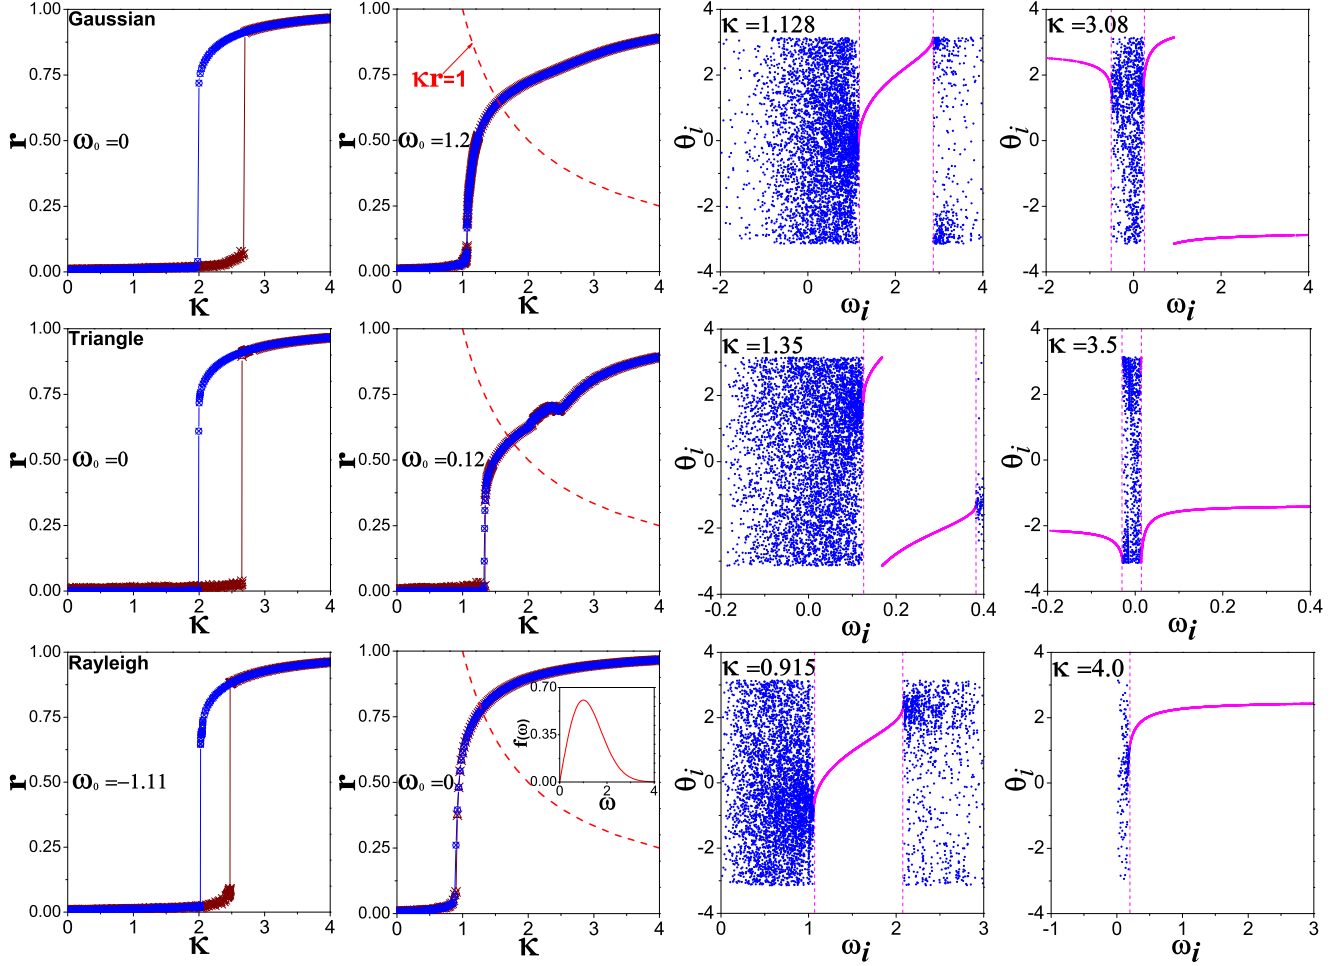 Gaussian
r
1.00
0.75
0.50
0.25
0.00
ω₀ =0
0 1 2 3 4
κ
r
1.00
0.75
0.50
0.25
0.00
κr=1
ω₀ =1.2
0 1 2 3 4
κ
κ =1.128
θi
4
2
0
-2
-4
-2 -1 0 1 2 3 4
ωi
κ =3.08
θi
4
2
0
-2
-4
-2 0 2 4
ωi
Triangle
r
1.00
0.75
0.50
0.25
0.00
ω₀ =0
0 1 2 3 4
κ
r
1.00
0.75
0.50
0.25
0.00
ω₀ =0.12
0 1 2 3 4
κ
κ =1.35
θi
4
2
0
-2
-4
0.0 0.2 0.4
ωi
κ =3.5
θi
4
2
0
-2
-4
-0.2 0.0 0.2 0.4
ωi
Rayleigh
r
1.00
0.75
0.50
0.25
0.00
ω₀ =−1.11
0 1 2 3 4
κ
r
1.00
0.75
0.50
0.25
0.00
ω₀ =0
0.70
0.35
0.00
f(ω)
0 2 4
ω
0 1 2 3 4
κ
κ =0.915
θi
4
2
0
-2
-4
0 1 2 3
ωi
κ =4.0
θi
4
2
0
-2
-4
-1 0 1 2 3
ωi